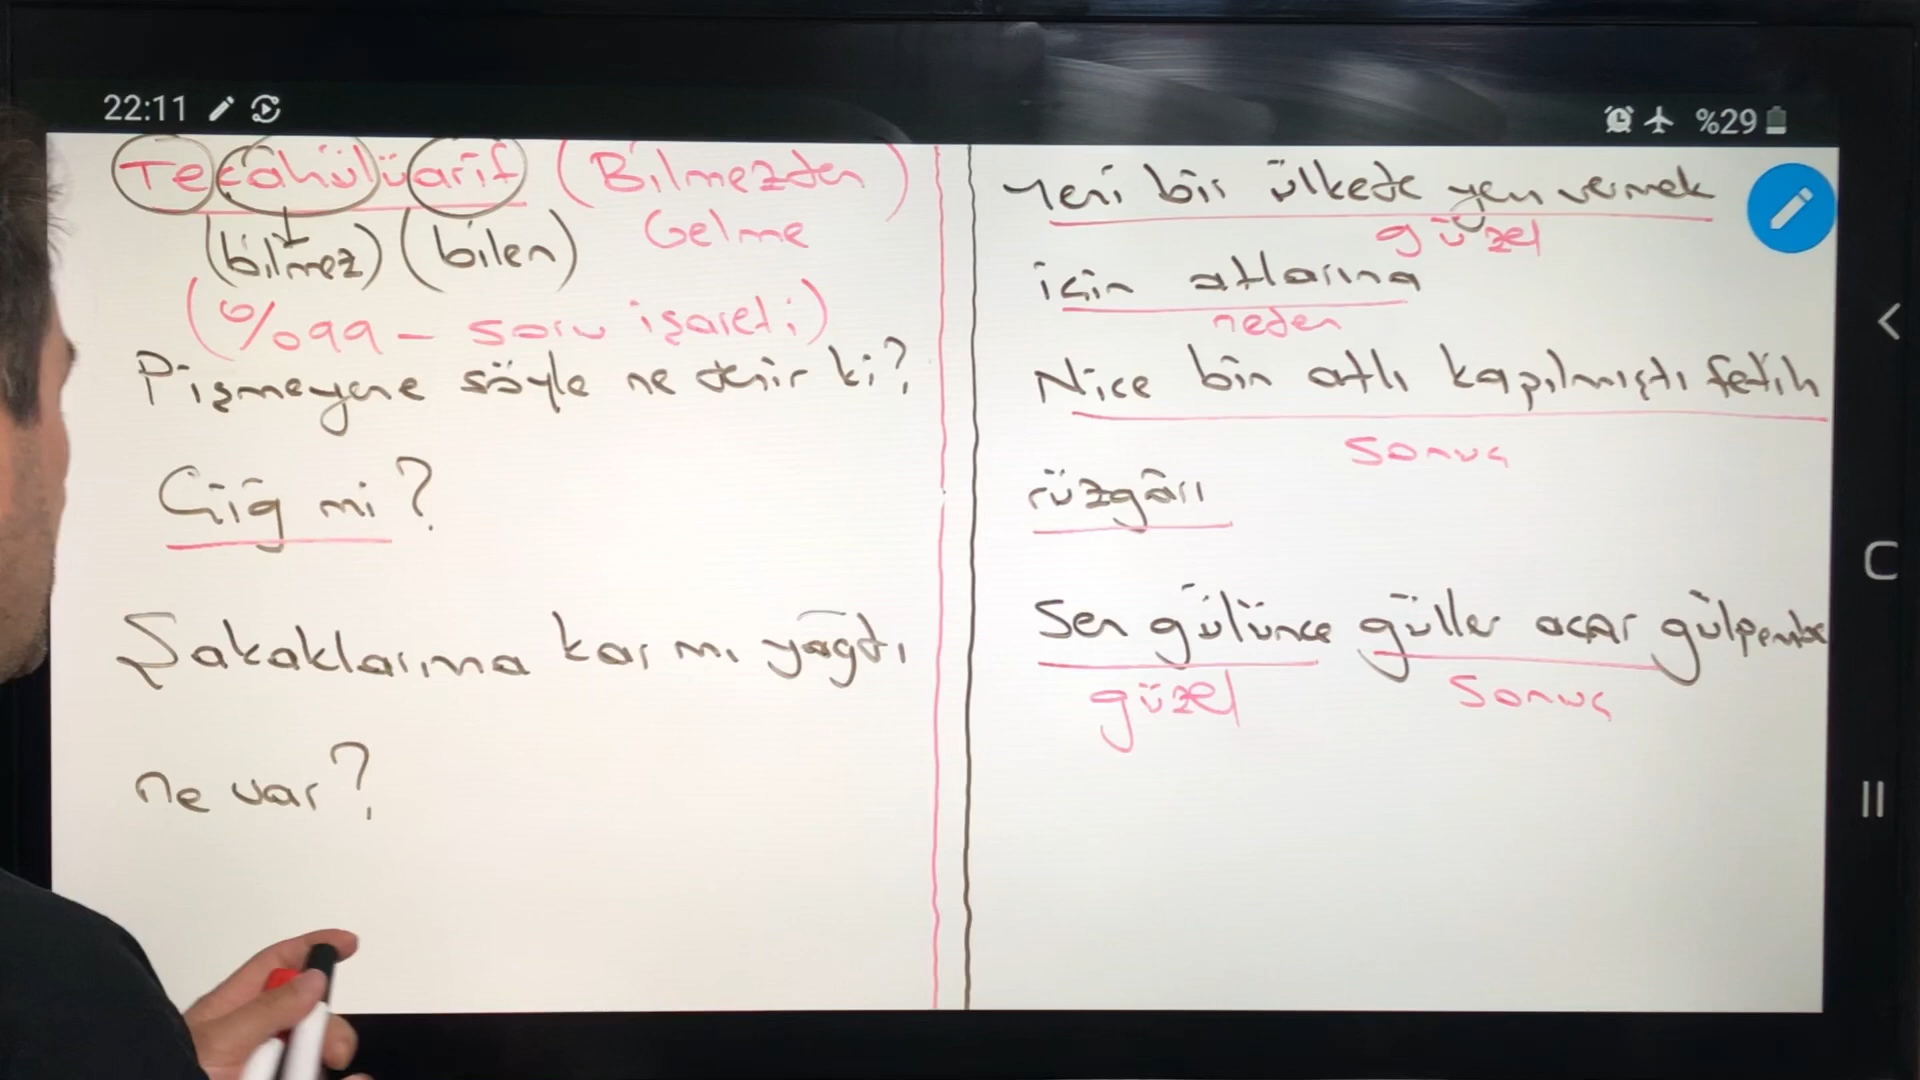 22:11
%29
Tecâhülüârif (Bilmezden
Gelme
(bilmez) (bilen)
(%99 - soru işareti)
Pişmeyene söyle ne denir ki?
Çiğ mi?
Şakaklarıma kar mı yağdı
ne var?
Yeni bir ülkede yem vermek
güzel
için atlarına
neden
Nice bin atlı kapılmıştı fetih
sonuç
rüzgârı
Sen gülünce güller açar gülpembe
güzel
sonuç